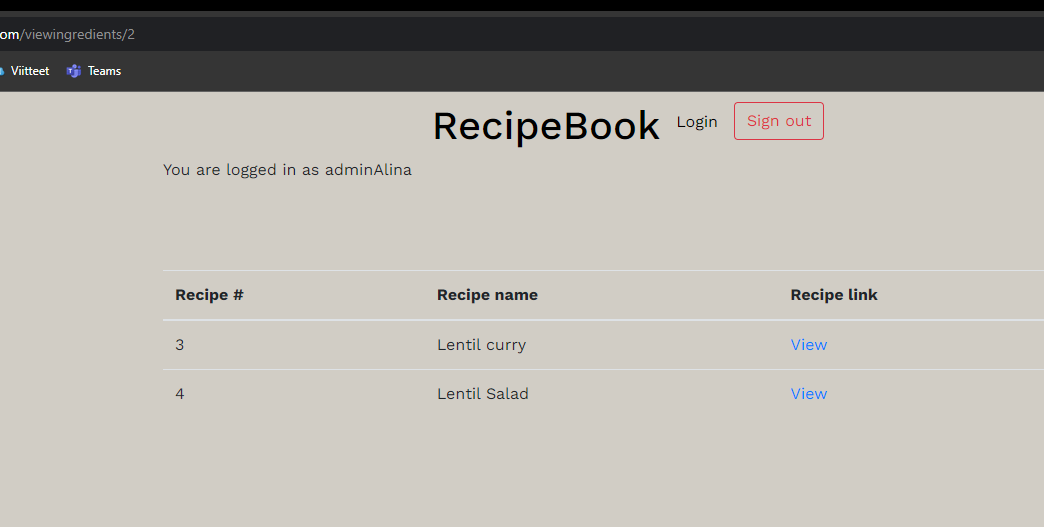 om/viewingredients/2
Viitteet Teams
RecipeBook Login Sign out
You are logged in as adminAlina
Recipe # Recipe name Recipe link
3 Lentil curry View
4 Lentil Salad View